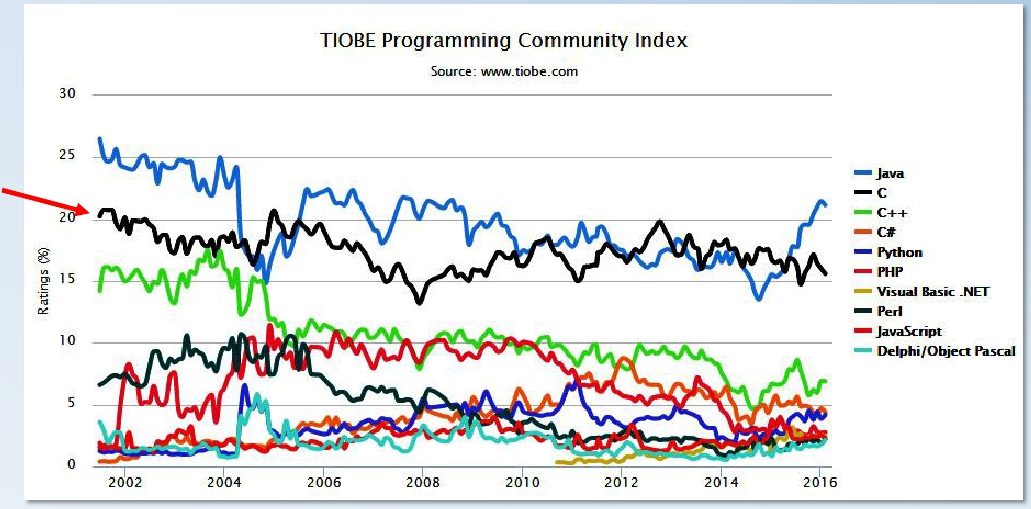 TIOBE Programming Community Index
Source: www.tiobe.com
Ratings (%)
30
25
20
15
10
5
0
2002 2004 2006 2008 2010 2012 2014 2016
Java
C
C++
C#
Python
PHP
Visual Basic .NET
Perl
JavaScript
Delphi/Object Pascal